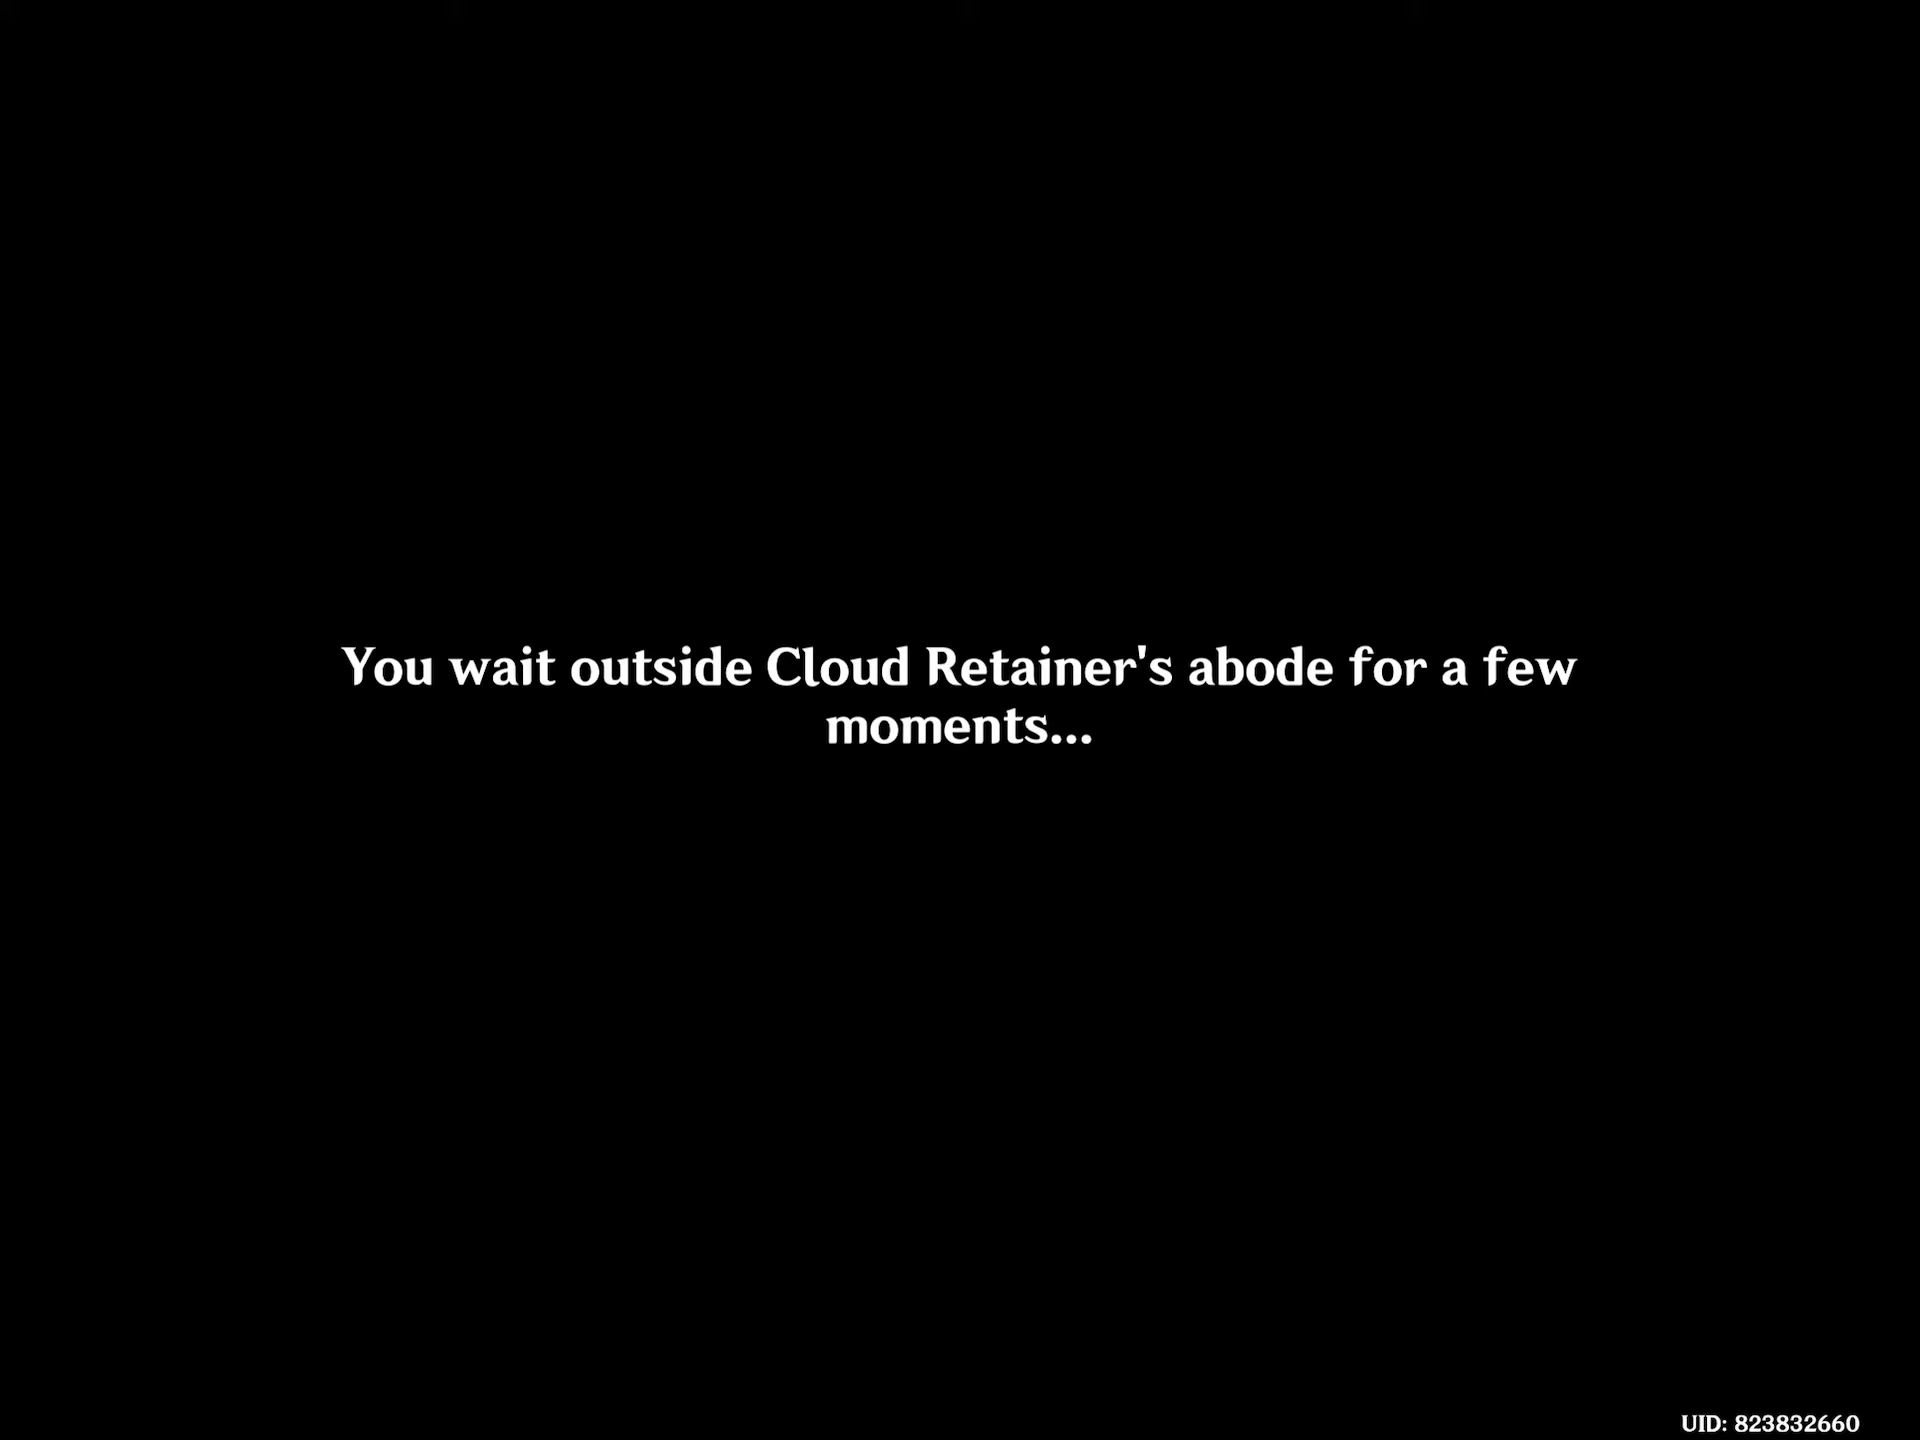 You wait outside Cloud Retainer's abode for a few
moments...
UID: 823832660